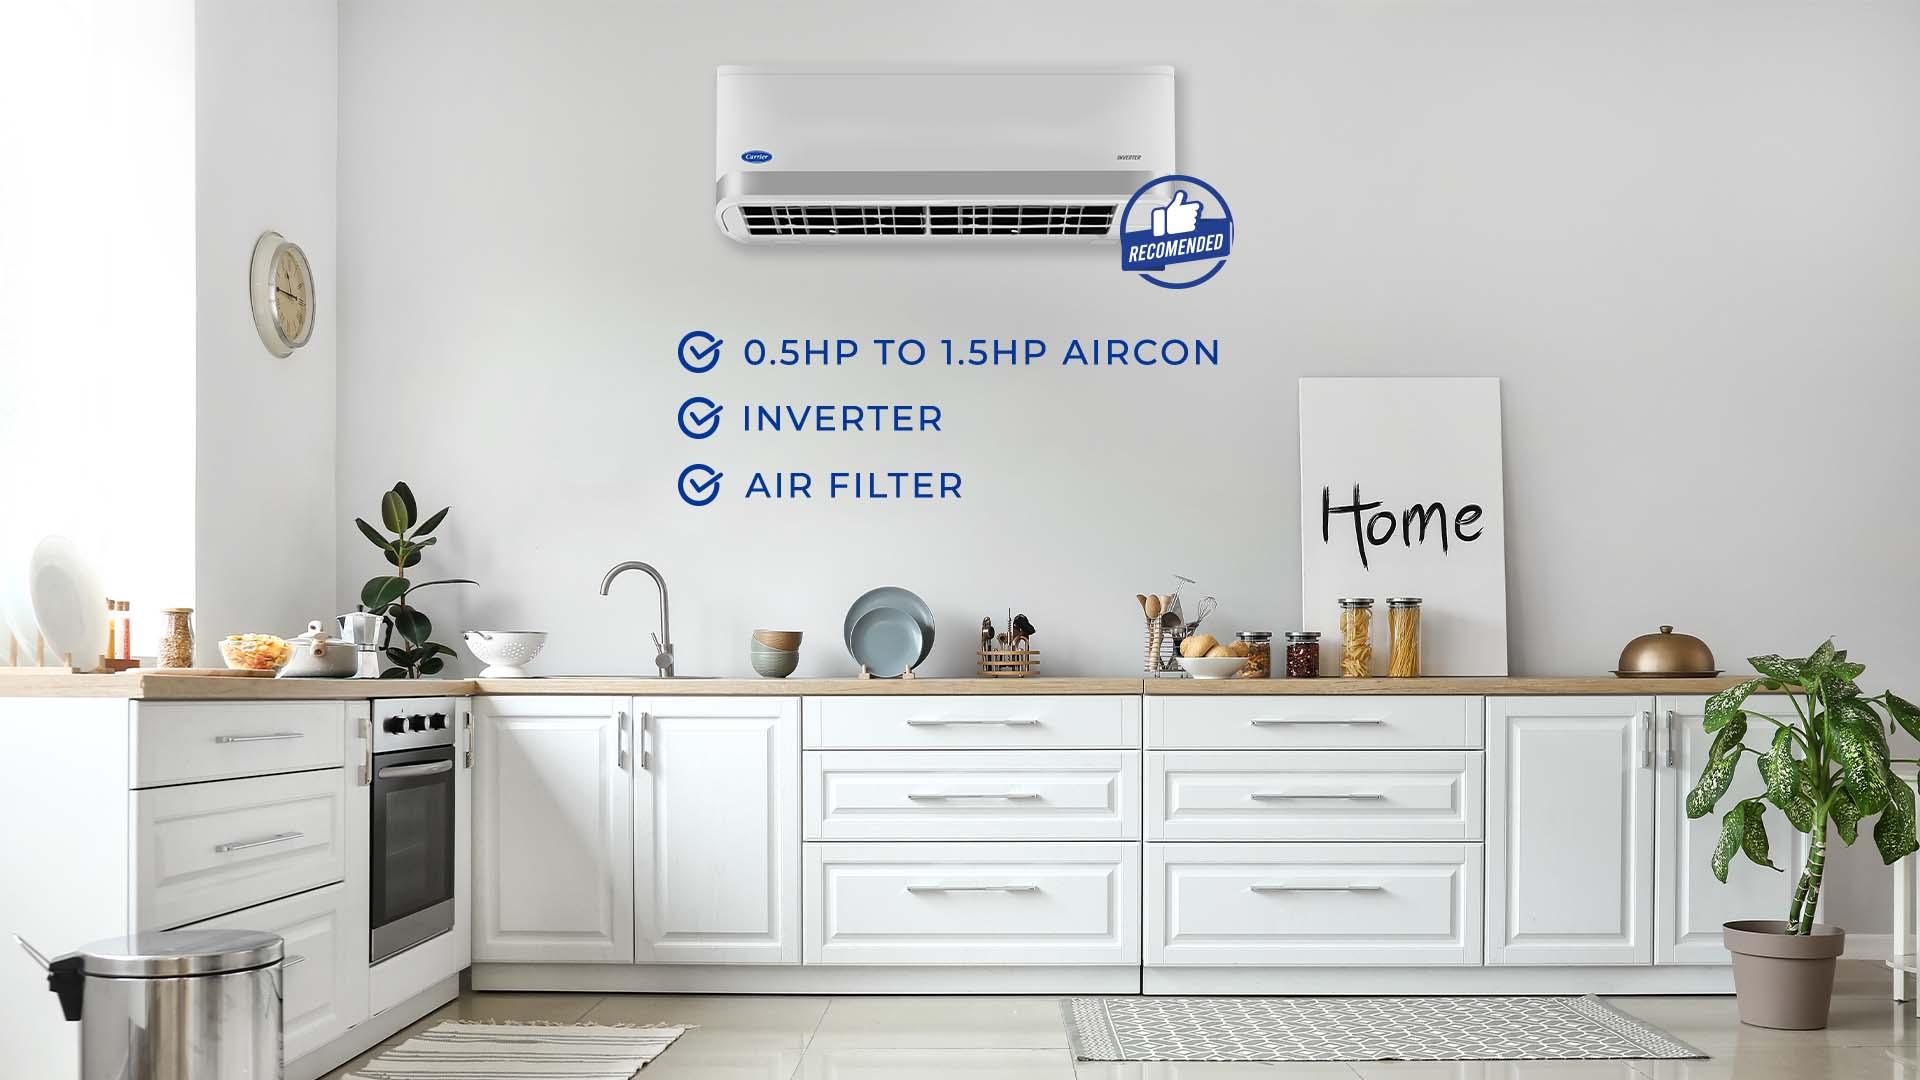 Carrier
INVERTER
RECOMENDED
0.5HP TO 1.5HP AIRCON
INVERTER
AIR FILTER
Home